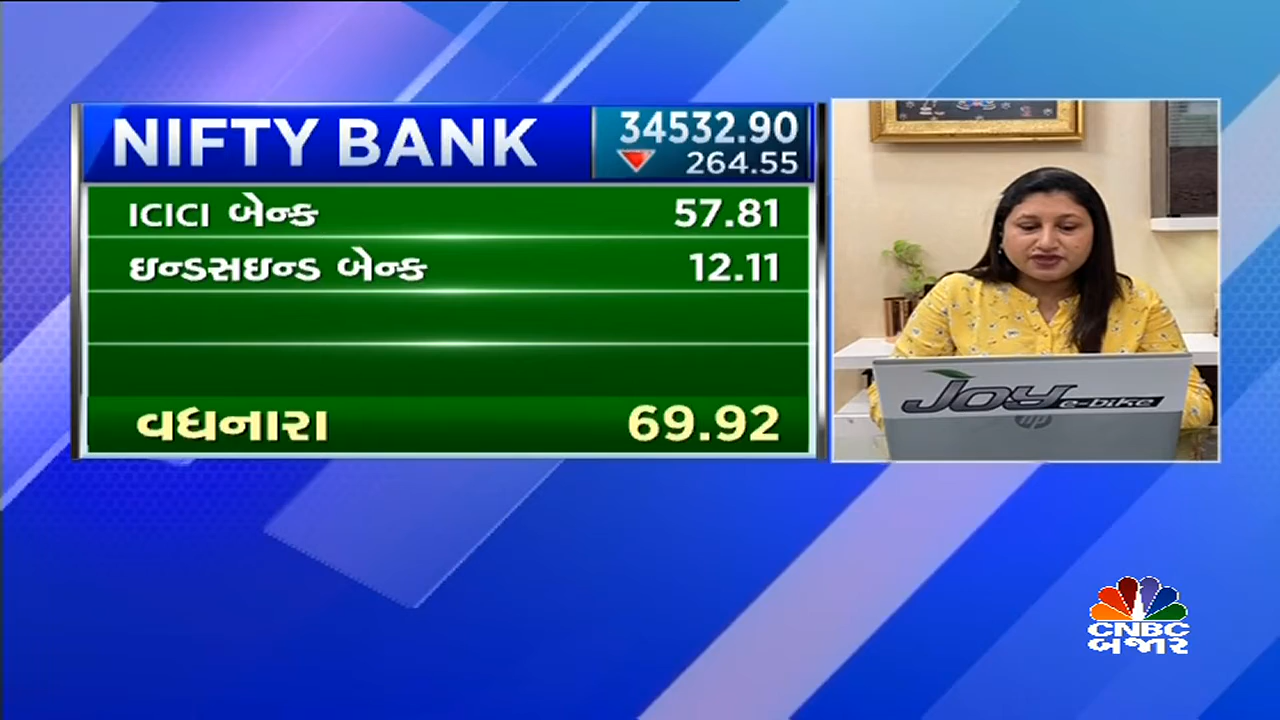 NIFTY BANK
34532.90
264.55
ICICI બેન્ક 57.81
ઇન્ડસઇન્ડ બેન્ક 12.11
વધનારા 69.92
Joy e-bike
hp
CNBC
બજાર